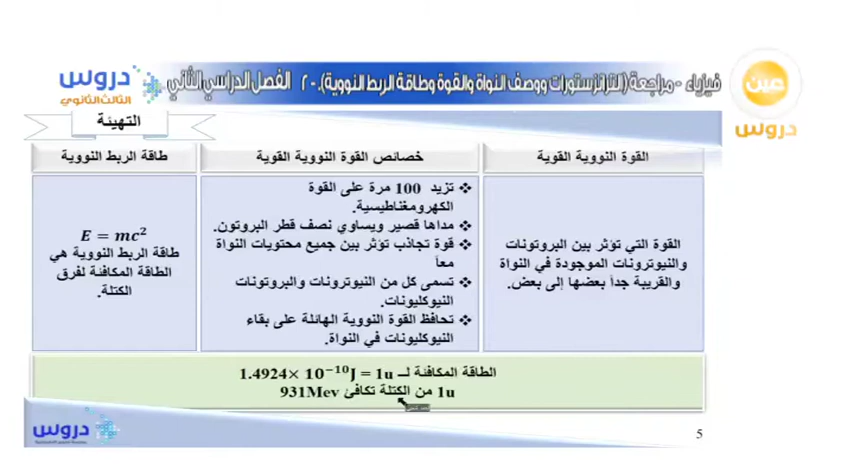 فيزياء - مراجعة (الترانزستورات ووصف النواة والقوة وطاقة الربط النووية).٢٠ الفصل الدراسي الثاني
عين
دروس
دروس
الثالث الثانوي
التهيئة
القوة النووية القوية
القوة التي تؤثر بين البروتونات
والنيوترونات الموجودة في النواة
والقريبة جداً بعضها إلى بعض.
خصائص القوة النووية القوية
❖ تزيد 100 مرة على القوة
الكهرومغناطيسية.
❖ مداها قصير ويساوي نصف قطر البروتون.
❖ قوة تجاذب تؤثر بين جميع محتويات النواة
معاً
❖ تسمى كل من النيوترونات والبروتونات
النيوكليونات.
❖ تحافظ القوة النووية الهائلة على بقاء
النيوكليونات في النواة.
طاقة الربط النووية
E = mc²
طاقة الربط النووية هي
الطاقة المكافئة لفرق
الكتلة.
الطاقة المكافئة لــ 1.4924× 10⁻¹⁰J = 1u
1u من الكتلة تكافئ 931Mev
دروس
5